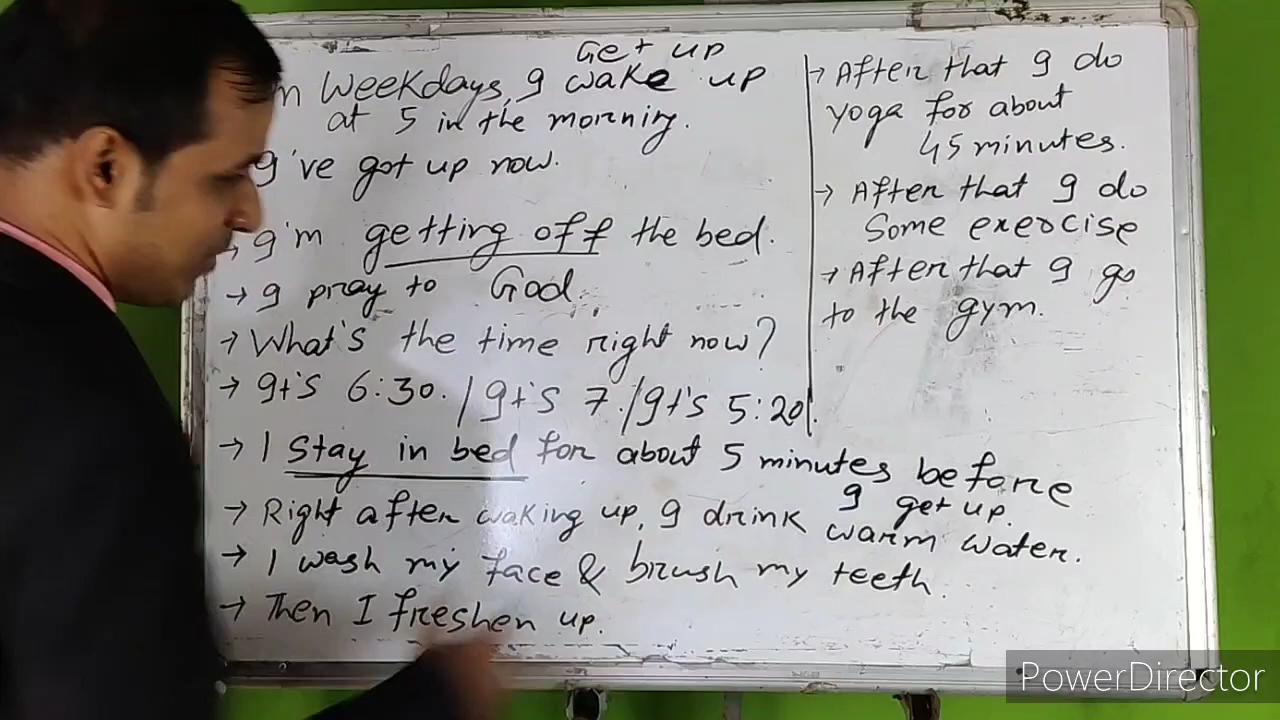 Get up
n Weekdays, I wake up
at 5 in the morning.
I've got up now.
→ I'm getting off the bed.
→ I pray to God.
→ What's the time right now?
→ It's 6:30. / It's 7. / It's 5:20.
→ I stay in bed for about 5 minutes before
I get up.
→ Right after waking up, I drink warm water.
→ I wash my face & brush my teeth.
→ Then I freshen up.
→ After that I do
yoga for about
45 minutes.
→ After that I do
Some exercise
→ After that I go
to the gym.
PowerDirector